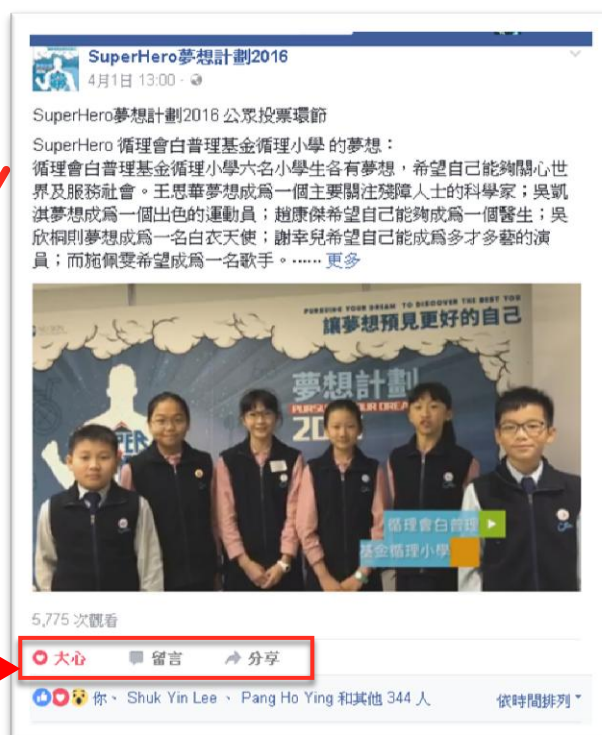 SuperHero夢想計劃2016
4月1日 13:00 ·
SuperHero夢想計劃2016 公眾投票環節
SuperHero 循理會白普理基金循理小學 的夢想：
循理會白普理基金循理小學六名小學生各有夢想，希望自己能夠關心世
界及服務社會。王思華夢想成爲一個主要關注殘障人士的科學家；吳凱
淇夢想成爲一個出色的運動員；趙康傑希望自己能夠成爲一個醫生；吳
欣桐則夢想成爲一名白衣天使；謝幸兒希望自己能成爲多才多藝的演
員；而施佩雯希望成爲一名歌手。…… 更多
PURSUING YOUR DREAM TO DISCOVER THE BEST YOU
讓夢想預見更好的自己
夢想計劃
循理會白普理
基金循理小學
5,775 次觀看
大心 留言 分享
你、 Shuk Yin Lee 、 Pang Ho Ying 和其他 344 人 依時間排列